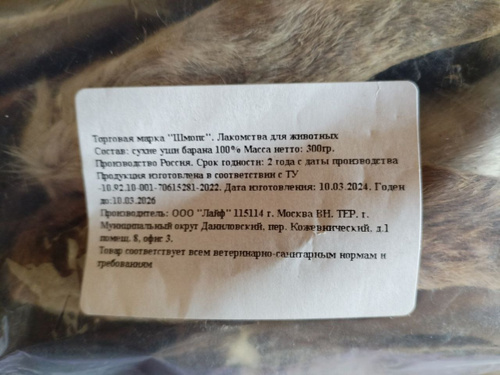 Торговая марка "Шмопс". Лакомства для животных
Состав: сухие уши барана 100% Масса нетто: 300гр.
Производство Россия. Срок годности: 2 года с даты производства
Продукция изготовлена в соответствии с ТУ
-10.92.10-001-70615281-2022. Дата изготовления: 10.03.2024. Годен
до:10.03.2026
Производитель: ООО "Лайф" 115114 г. Москва ВН. ТЕР. г.
Муниципальный округ Даниловский, пер. Кожевнический, д.1
помещ. 8, офис 3.
Товар соответствует всем ветеринарно-санитарным нормам и
требованиям